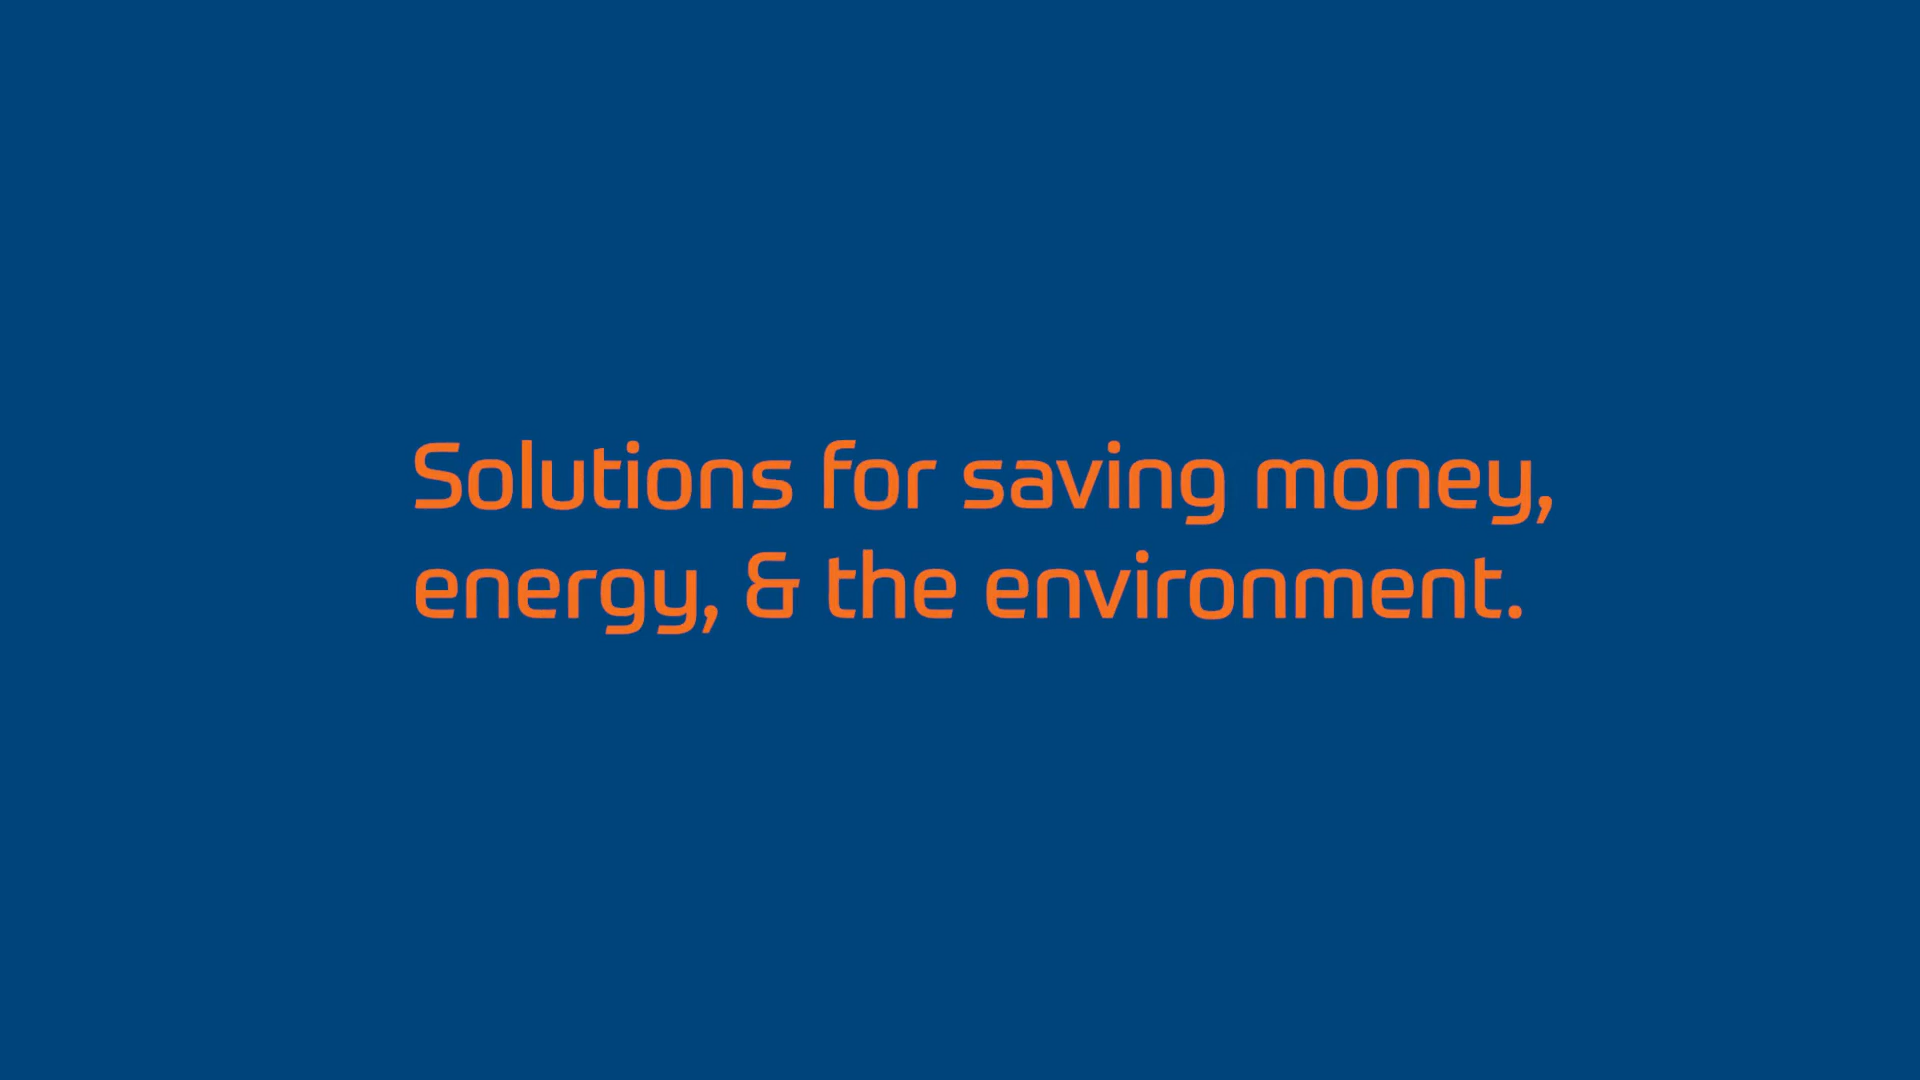 Solutions for saving money,
energy, & the environment.